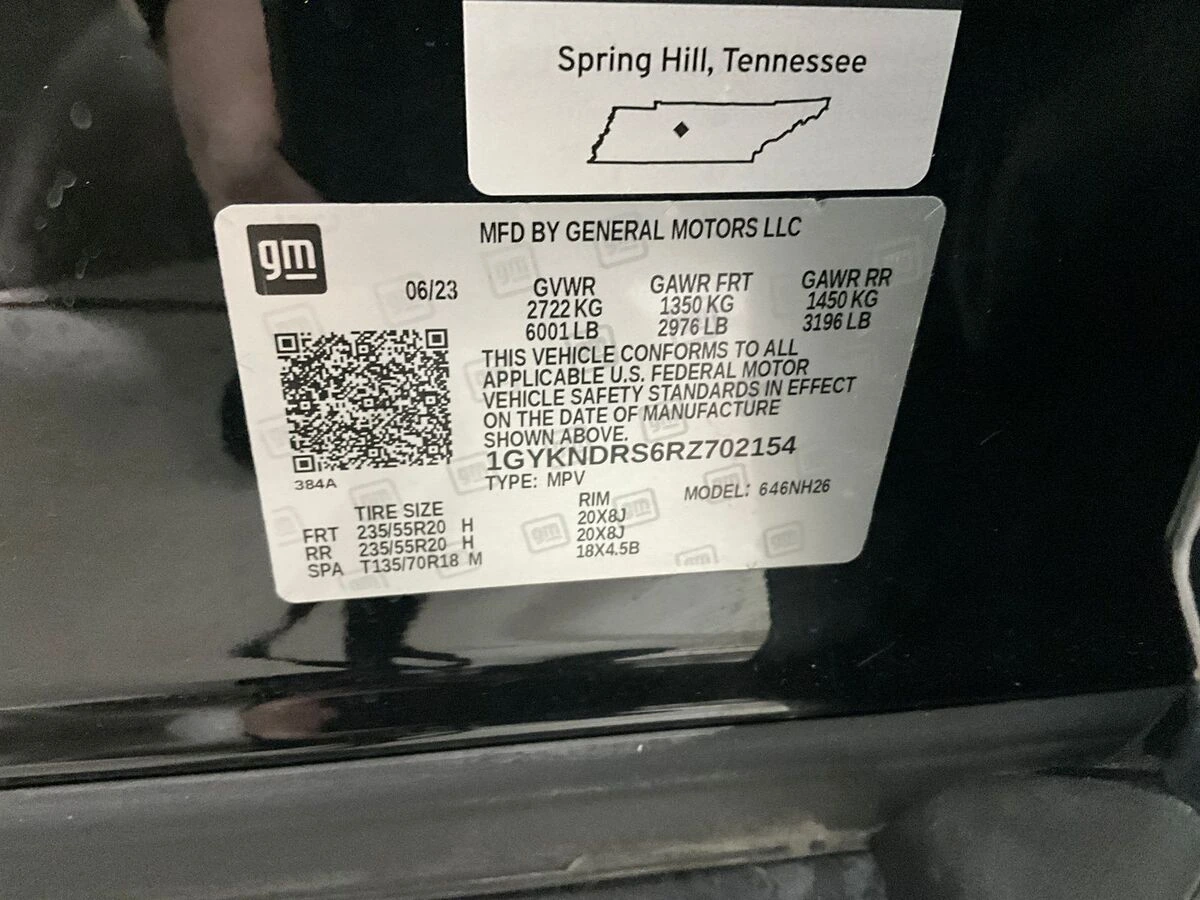 Spring Hill, Tennessee
gm
MFD BY GENERAL MOTORS LLC
06/23
GVWR GAWR FRT GAWR RR
2722 KG 1350 KG 1450 KG
6001 LB 2976 LB 3196 LB
THIS VEHICLE CONFORMS TO ALL
APPLICABLE U.S. FEDERAL MOTOR
VEHICLE SAFETY STANDARDS IN EFFECT
ON THE DATE OF MANUFACTURE
SHOWN ABOVE.
1GYKNDRS6RZ702154
384A
TYPE: MPV
MODEL: 646NH26
TIRE SIZE RIM
FRT 235/55R20 H 20X8J
RR 235/55R20 H 20X8J
SPA T135/70R18 M 18X4.5B